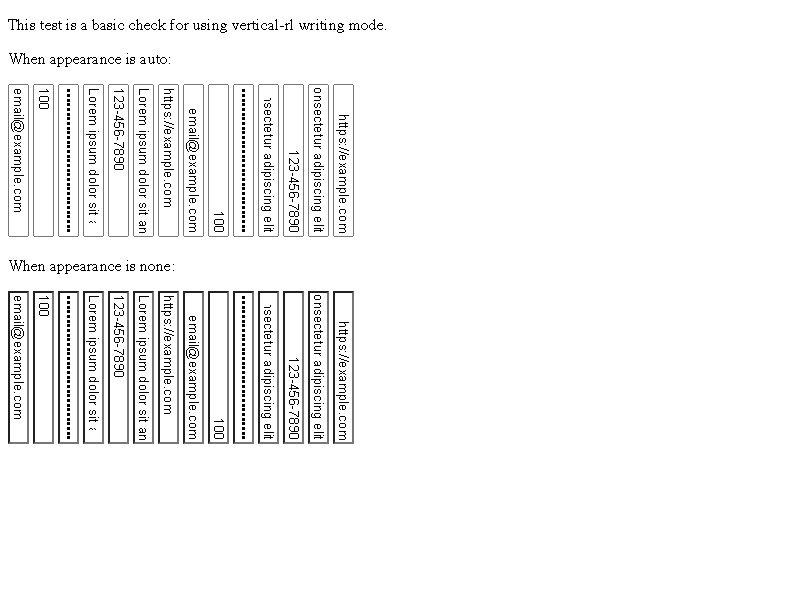 This test is a basic check for using vertical-rl writing mode.
When appearance is auto:
email@example.com
100
••••••••••••••••••••••••••
Lorem ipsum dolor sit
123-456-7890
Lorem ipsum dolor sit am
https://example.com
email@example.com
100
••••••••••••••••••••••••••
nsectetur adipiscing elit
123-456-7890
onsectetur adipiscing elit
https://example.com
When appearance is none:
email@example.com
100
••••••••••••••••••••••••••
Lorem ipsum dolor sit
123-456-7890
Lorem ipsum dolor sit am
https://example.com
email@example.com
100
••••••••••••••••••••••••••
nsectetur adipiscing elit
123-456-7890
onsectetur adipiscing elit
https://example.com